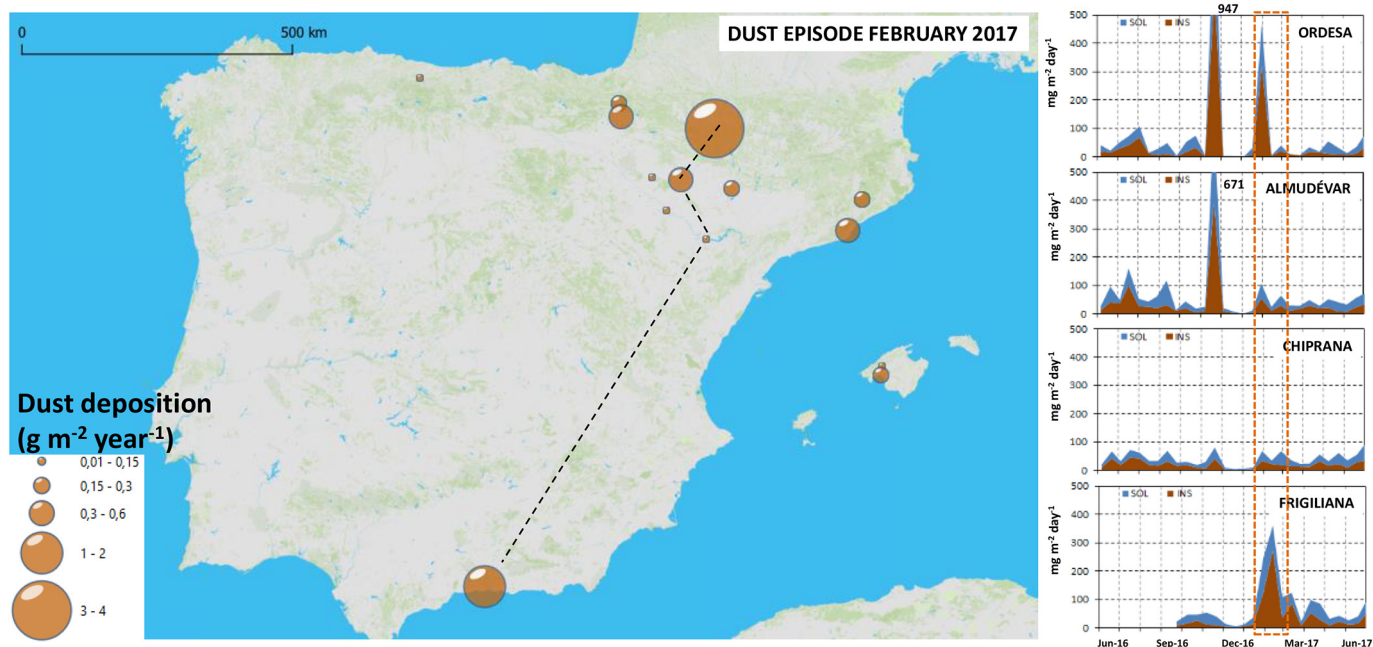 0
500 km
DUST EPISODE FEBRUARY 2017
Dust deposition
(g m-2 year-1)
0,01 - 0,15
0,15 - 0,3
0,3 - 0,6
1 - 2
3 - 4
947
500
400
300
200
100
0
mg m-2 day-1
SOL
INS
ORDESA
500
400
300
200
100
0
mg m-2 day-1
SOL
INS
671
ALMUDÉVAR
500
400
300
200
100
0
mg m-2 day-1
SOL
INS
CHIPRANA
500
400
300
200
100
0
mg m-2 day-1
SOL
INS
FRIGILIANA
Jun-16
Sep-16
Dec-16
Mar-17
Jun-17